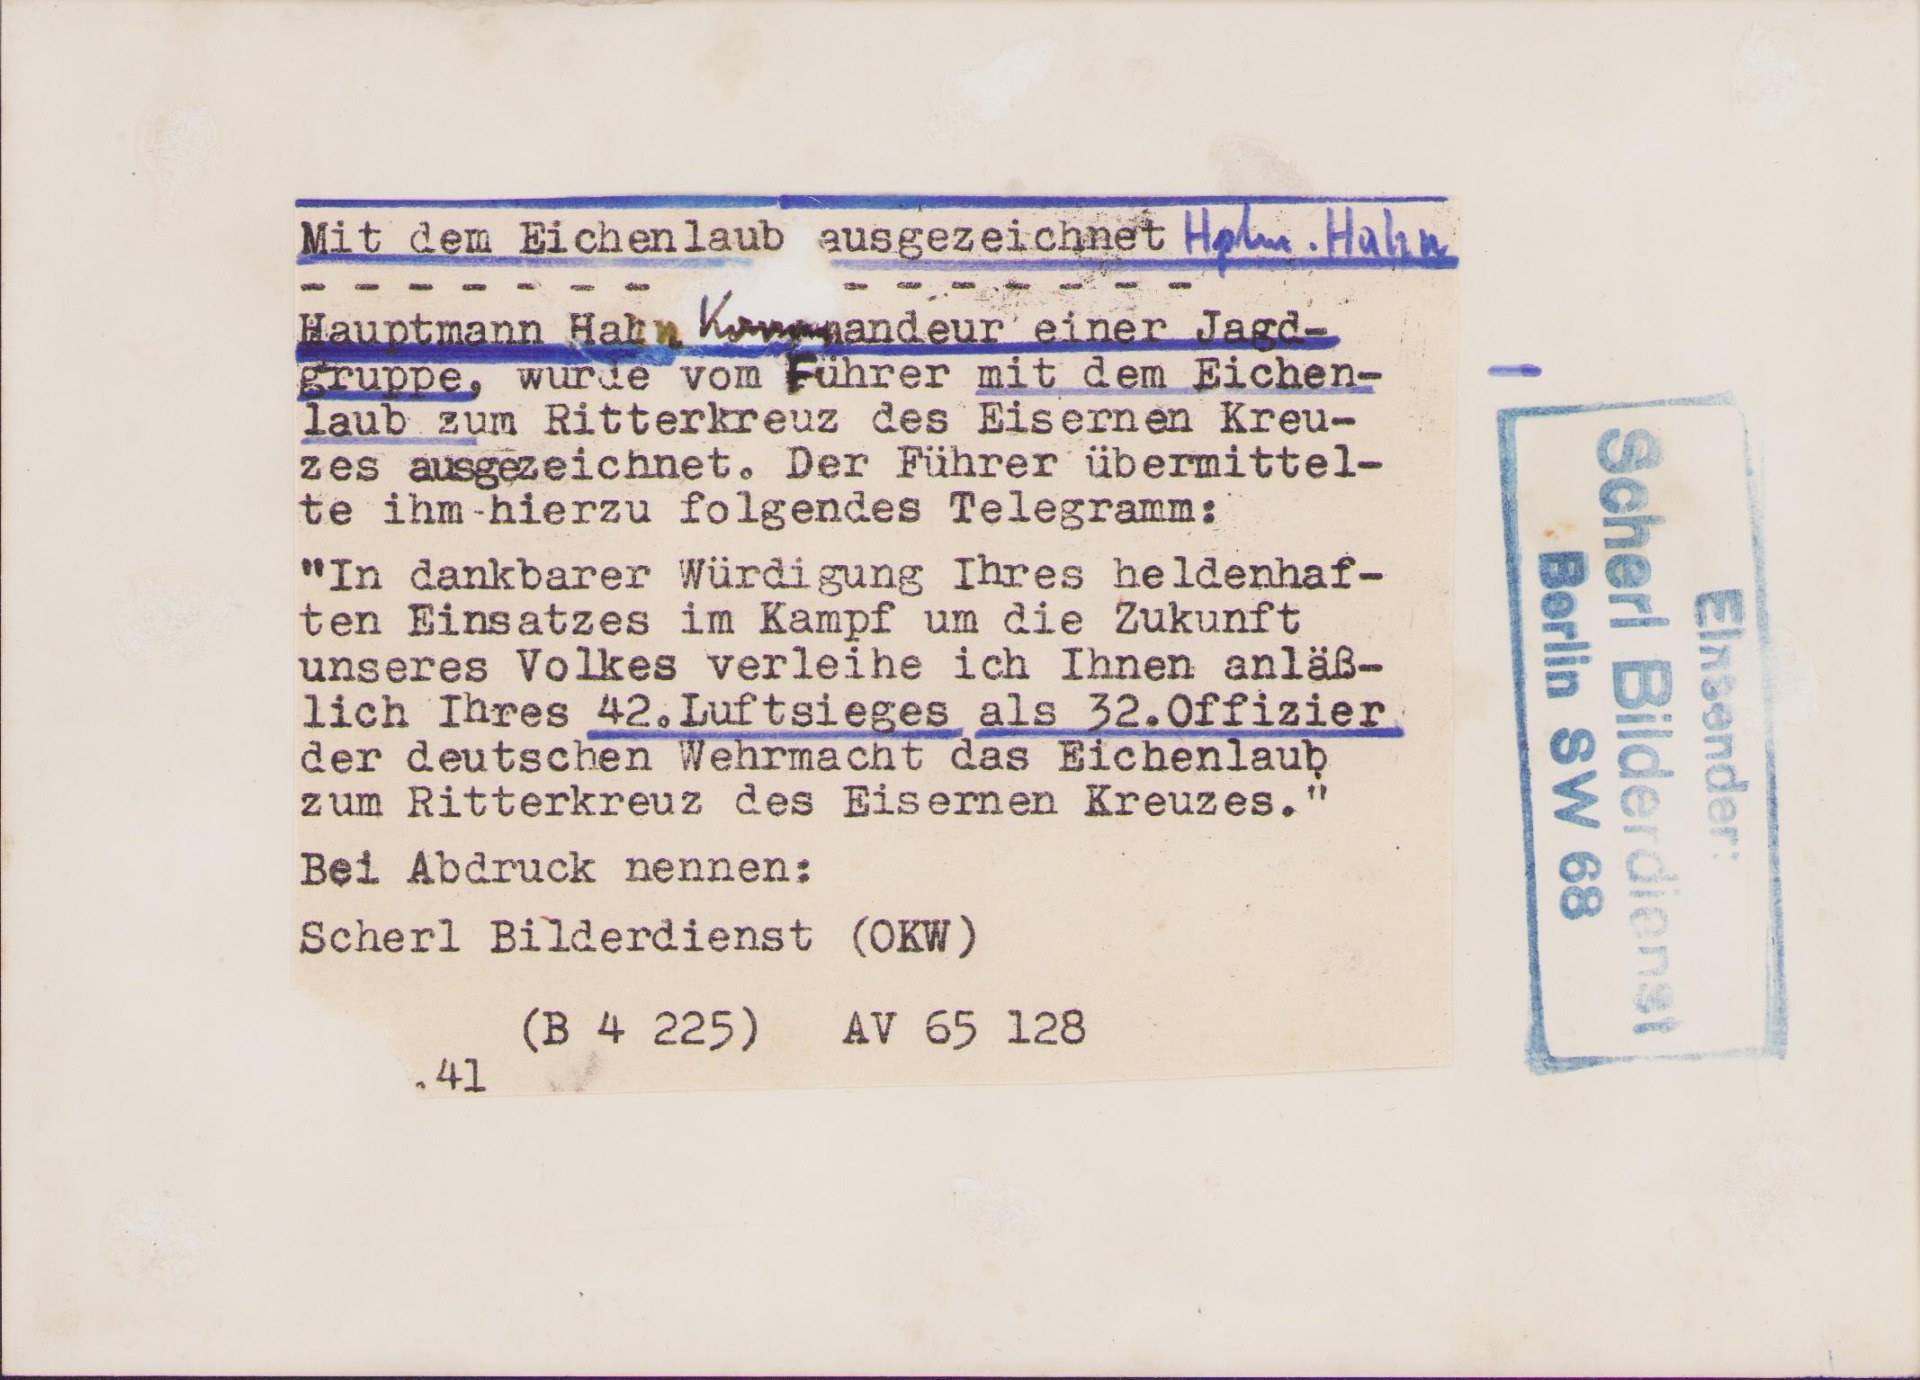 Mit dem Eichenlaub ausgezeichnet Hptm. Hahn
- - - - - - - - - - - - - -
Hauptmann Hahn Kommandeur einer Jagd-
gruppe, wurde vom Führer mit dem Eichen-
laub zum Ritterkreuz des Eisernen Kreu-
zes ausgezeichnet. Der Führer übermittel-
te ihm hierzu folgendes Telegramm:
"In dankbarer Würdigung Ihres heldenhaf-
ten Einsatzes im Kampf um die Zukunft
unseres Volkes verleihe ich Ihnen anläß-
lich Ihres 42.Luftsieges als 32.Offizier
der deutschen Wehrmacht das Eichenlaub
zum Ritterkreuz des Eisernen Kreuzes."
Bei Abdruck nennen:
Scherl Bilderdienst (OKW)
(B 4 225) AV 65 128
.41
Einsender:
Scherl Bilderdienst
Berlin SW 68